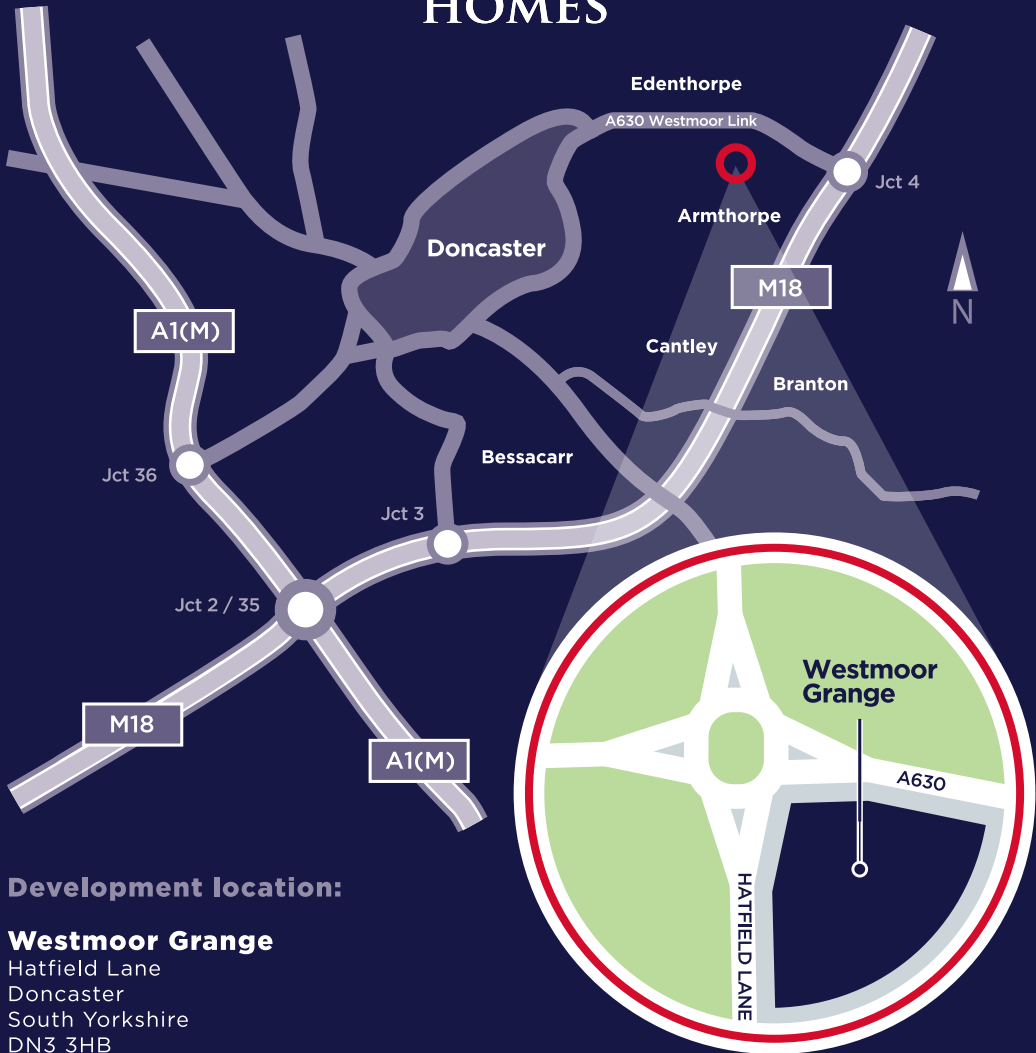 HOMES
Edenthorpe
A630 Westmoor Link
Jct 4
Armthorpe
Doncaster
M18
N
A1(M)
Cantley
Branton
Bessacarr
Jct 36
Jct 3
Jct 2 / 35
Westmoor
Grange
M18
A1(M)
A630
HATFIELD LANE
Development location:
Westmoor Grange
Hatfield Lane
Doncaster
South Yorkshire
DN3 3HB